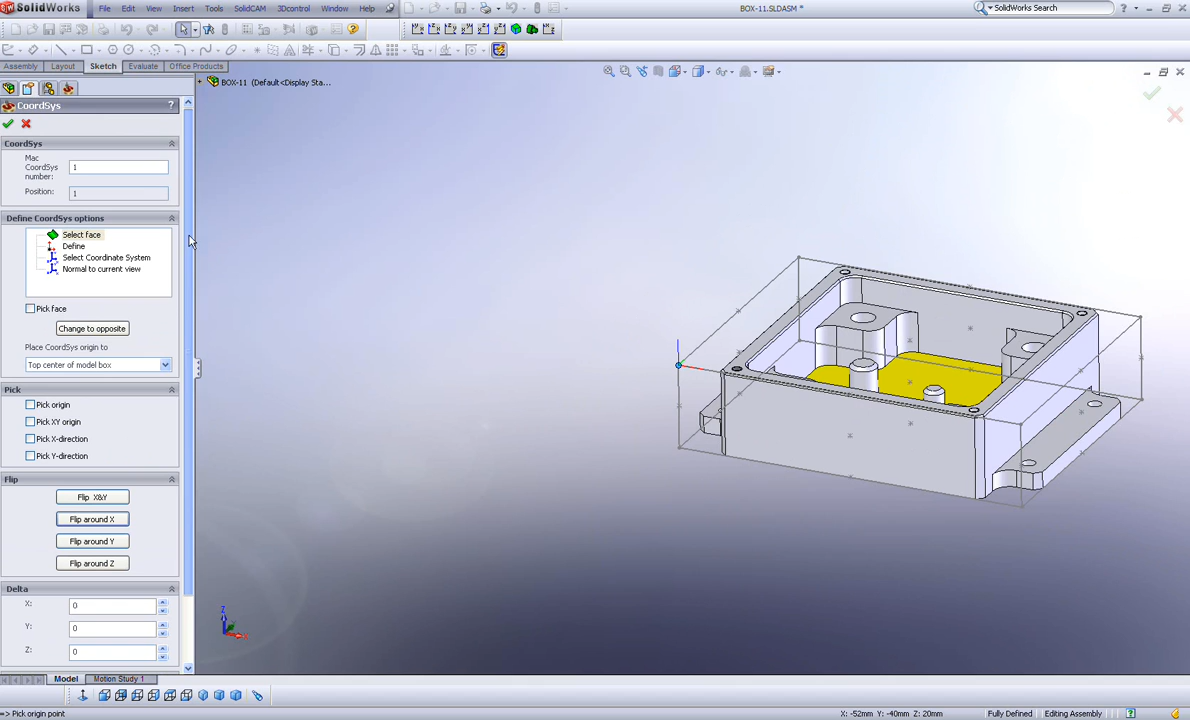 SolidWorks File Edit View Insert Tools SolidCAM 3Dcontrol Window Help BOX-11.SLDASM * SolidWorks Search
Assembly Layout Sketch Evaluate Office Products
BOX-11 (Default<Display Sta...
CoordSys ?
CoordSys
Mac CoordSys number: 1
Position: 1
Define CoordSys options
Select face
Define
Select Coordinate System
Normal to current view
Pick face
Change to opposite
Place CoordSys origin to
Top center of model box
Pick
Pick origin
Pick XY origin
Pick X-direction
Pick Y-direction
Flip
Flip X&Y
Flip around X
Flip around Y
Flip around Z
Delta
X: 0
Y: 0
Z: 0
Z
X
Model Motion Study 1
=> Pick origin point X: -52mm Y: -40mm Z: 20mm Fully Defined Editing Assembly